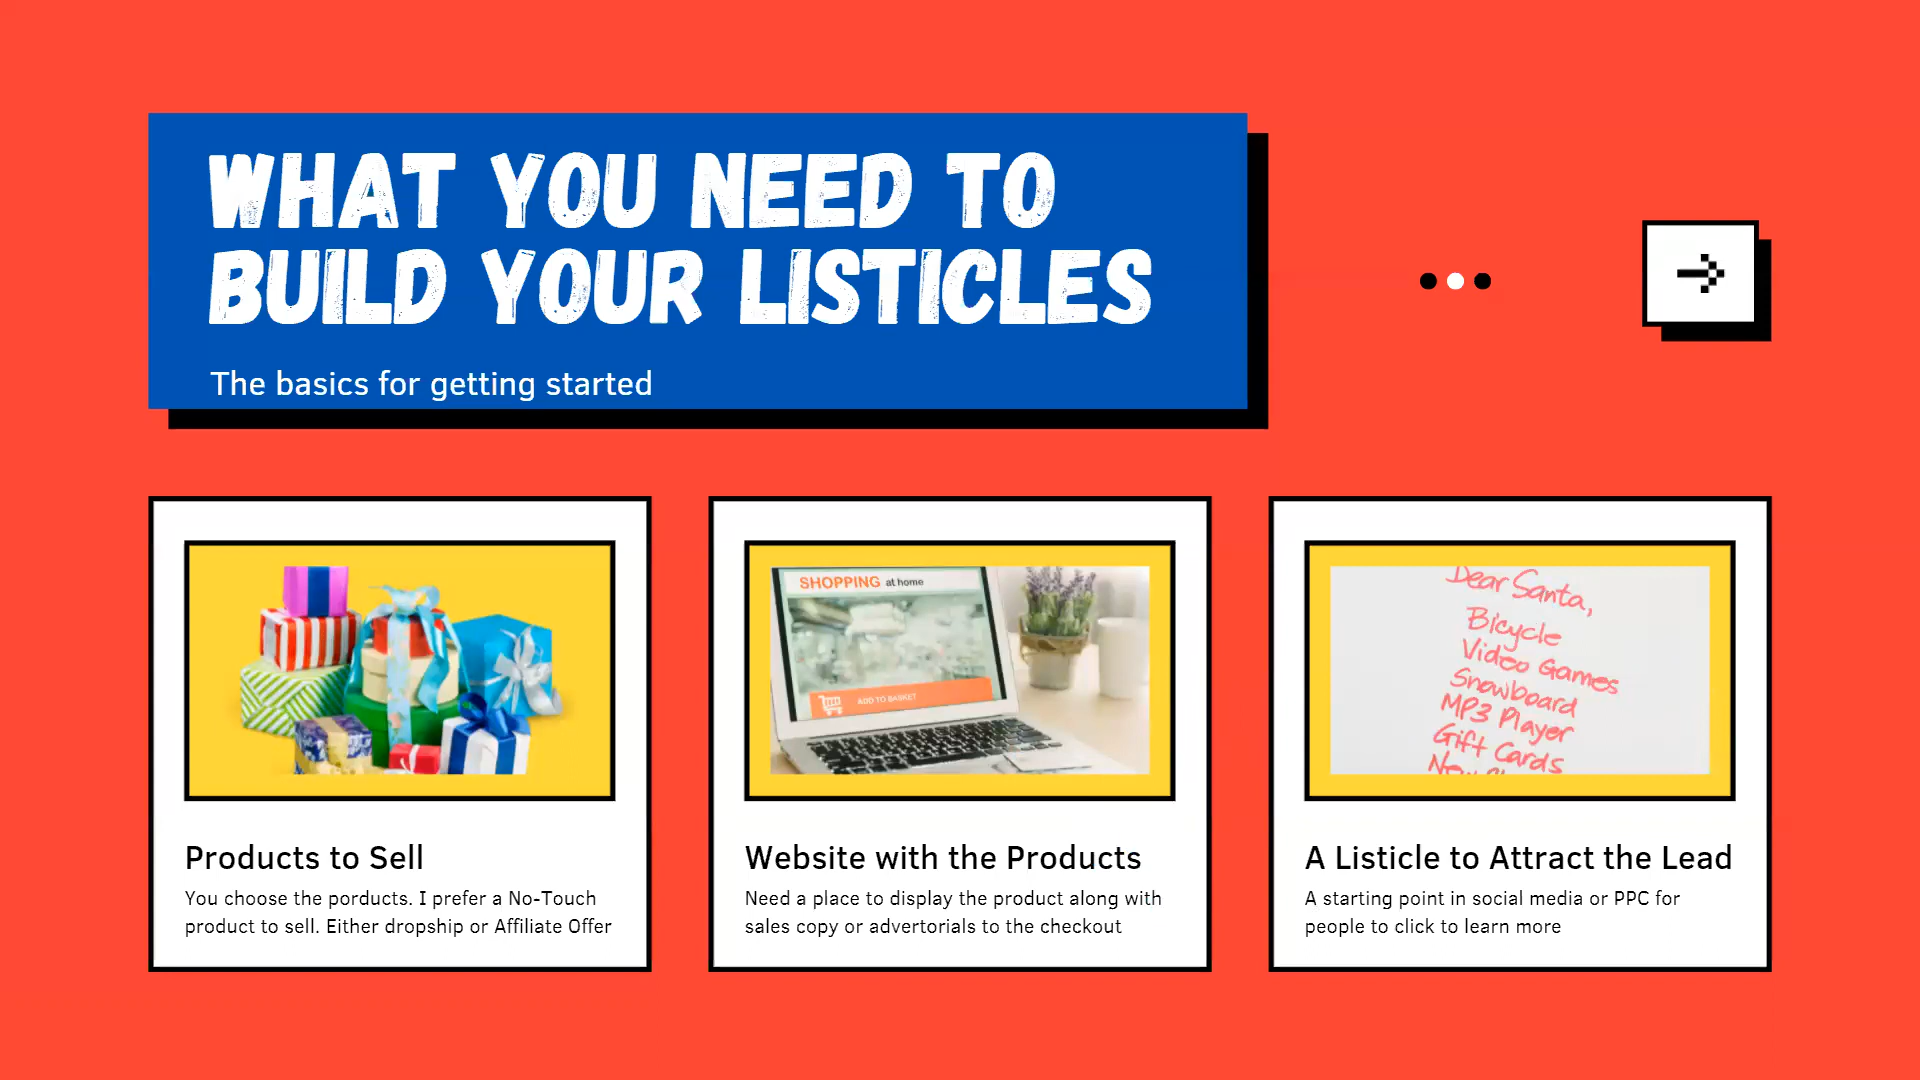 WHAT YOU NEED TO
BUILD YOUR LISTICLES
The basics for getting started
SHOPPING at home
ADD TO BASKET
Dear Santa,
Bicycle
Video Games
Snowboard
MP3 Player
Gift Cards
Products to Sell
You choose the porducts. I prefer a No-Touch
product to sell. Either dropship or Affiliate Offer
Website with the Products
Need a place to display the product along with
sales copy or advertorials to the checkout
A Listicle to Attract the Lead
A starting point in social media or PPC for
people to click to learn more